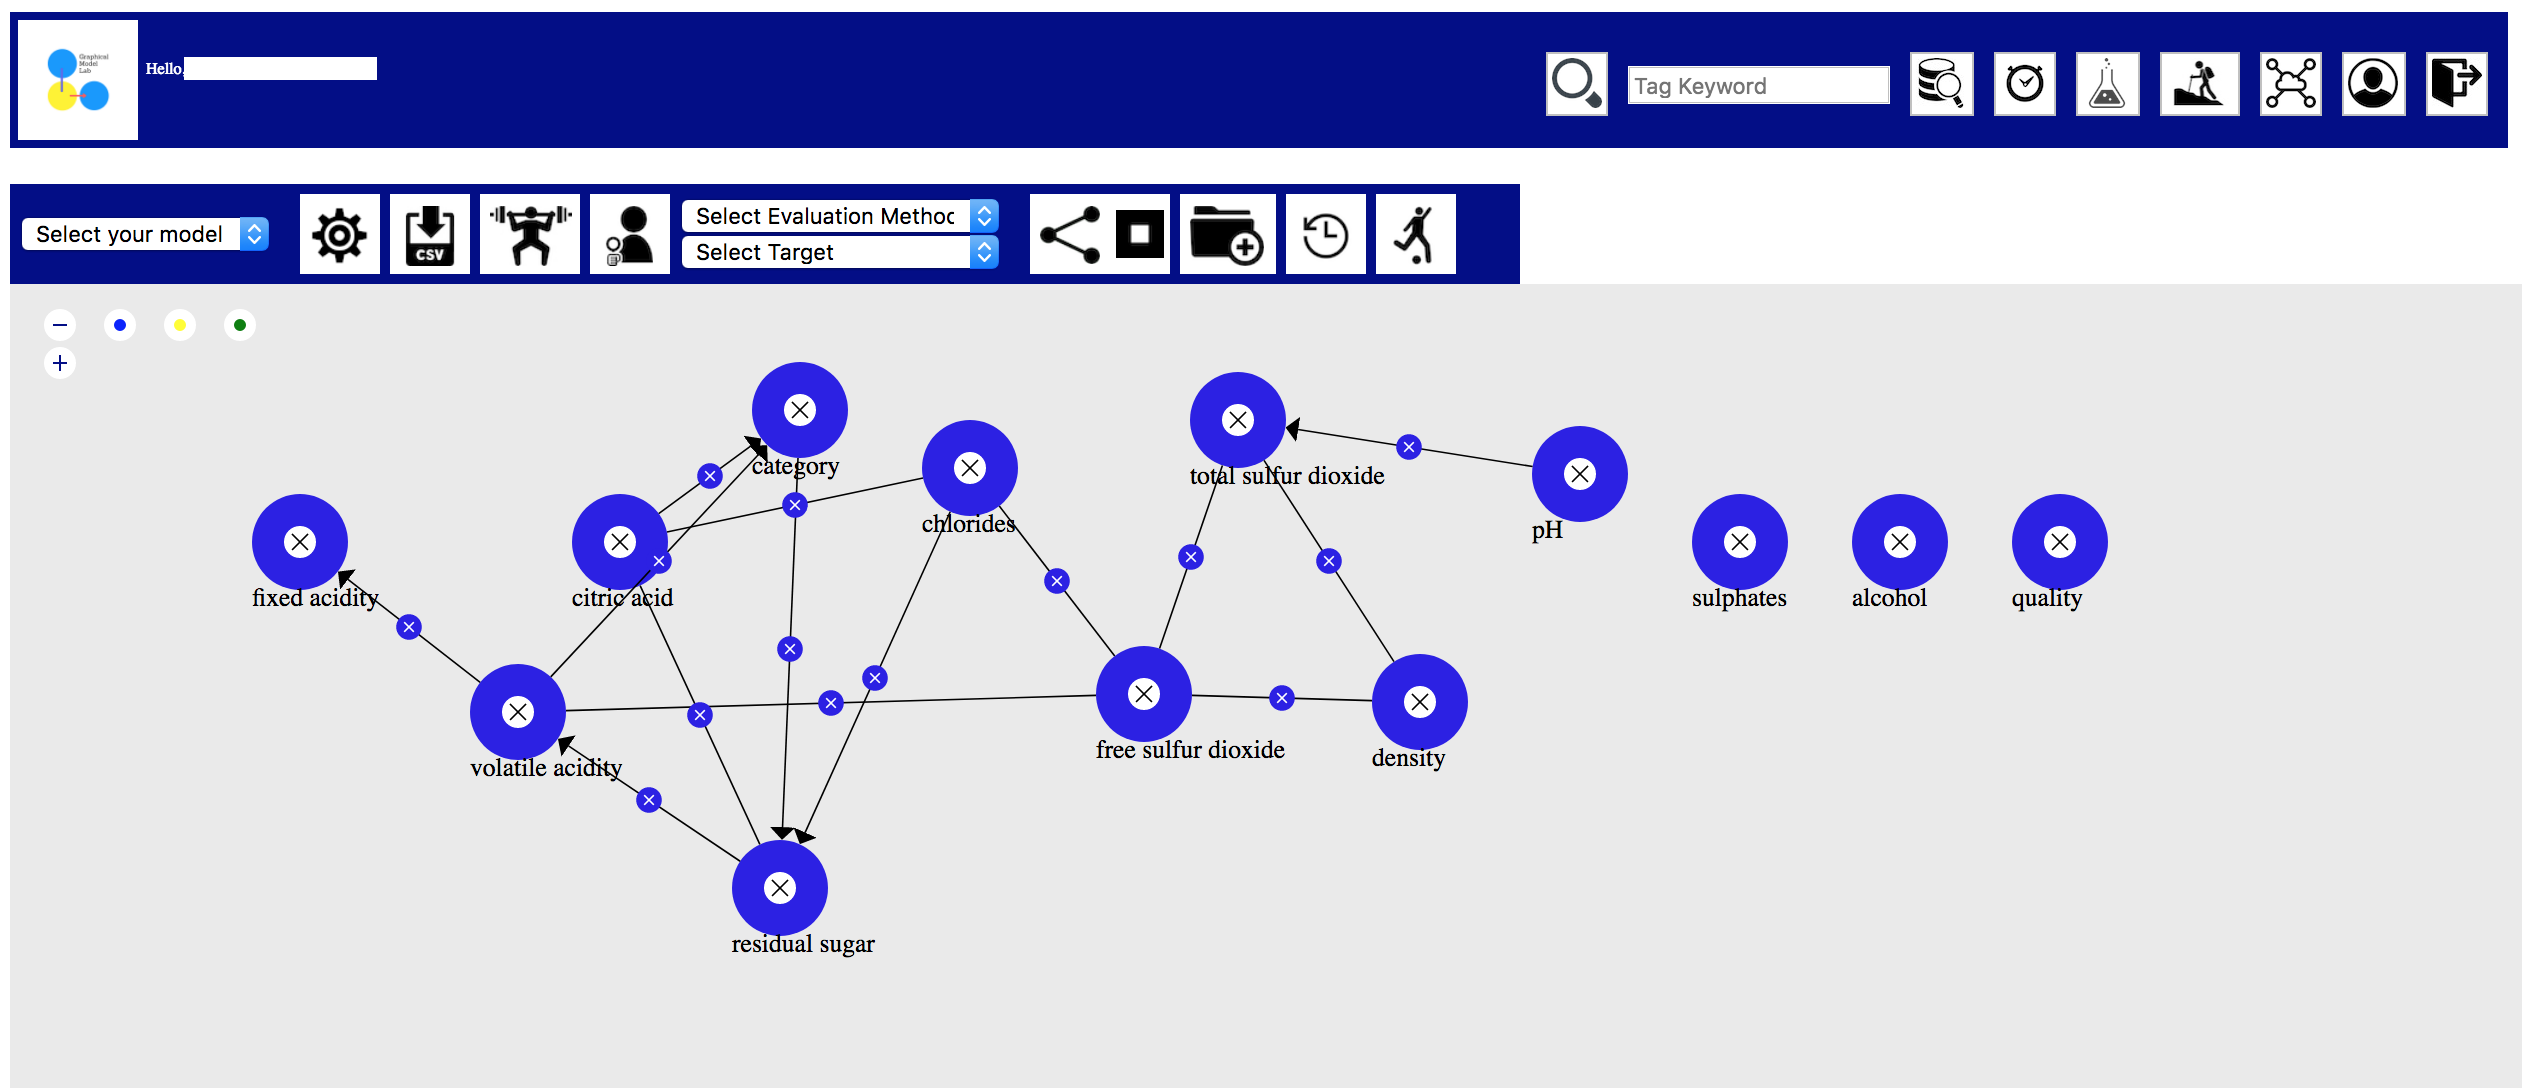 Graphical
Model
Lab
Hello,
Tag Keyword
Select your model
CSV
Select Evaluation Method
Select Target
category
total sulfur dioxide
chlorides
pH
fixed acidity
citric acid
sulphates
alcohol
quality
volatile acidity
free sulfur dioxide
density
residual sugar